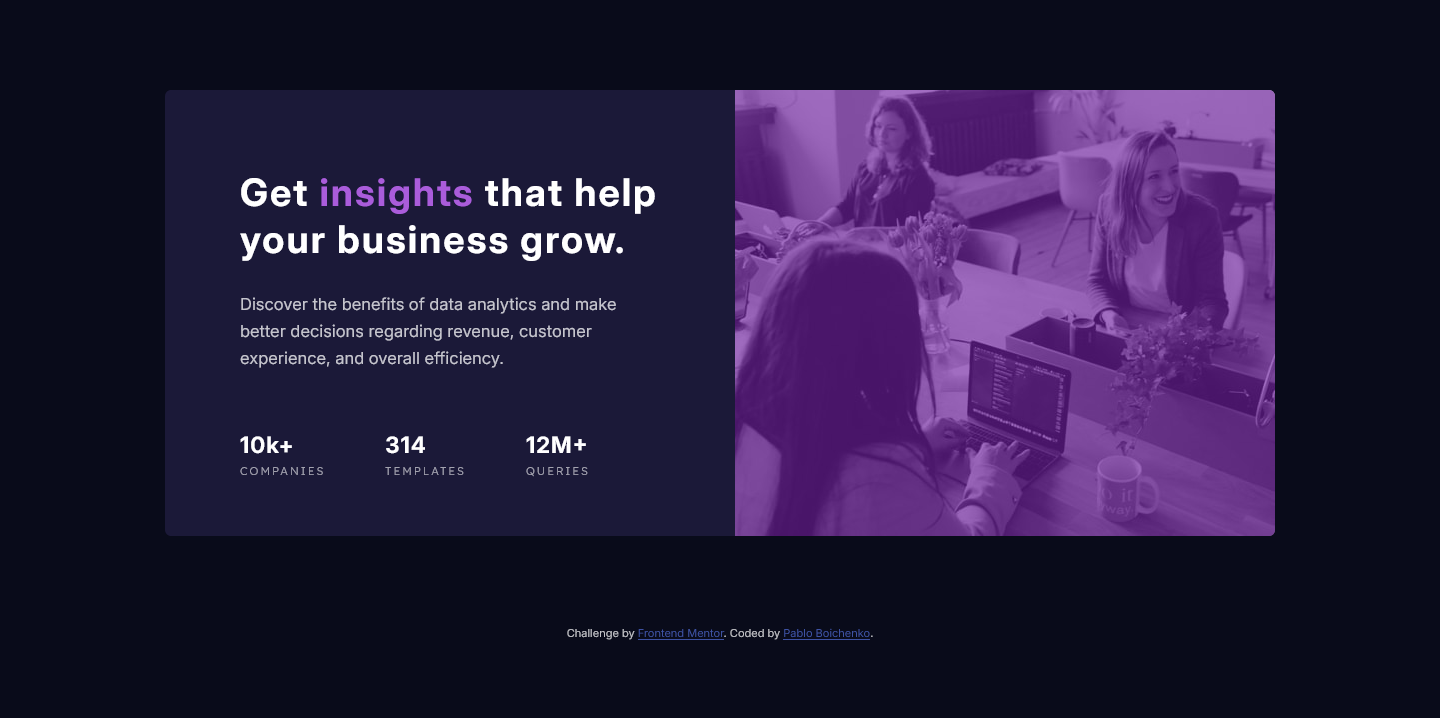 Get insights that help
your business grow.
Discover the benefits of data analytics and make
better decisions regarding revenue, customer
experience, and overall efficiency.
10k+
COMPANIES
314
TEMPLATES
12M+
QUERIES
Challenge by Frontend Mentor. Coded by Pablo Boichenko.